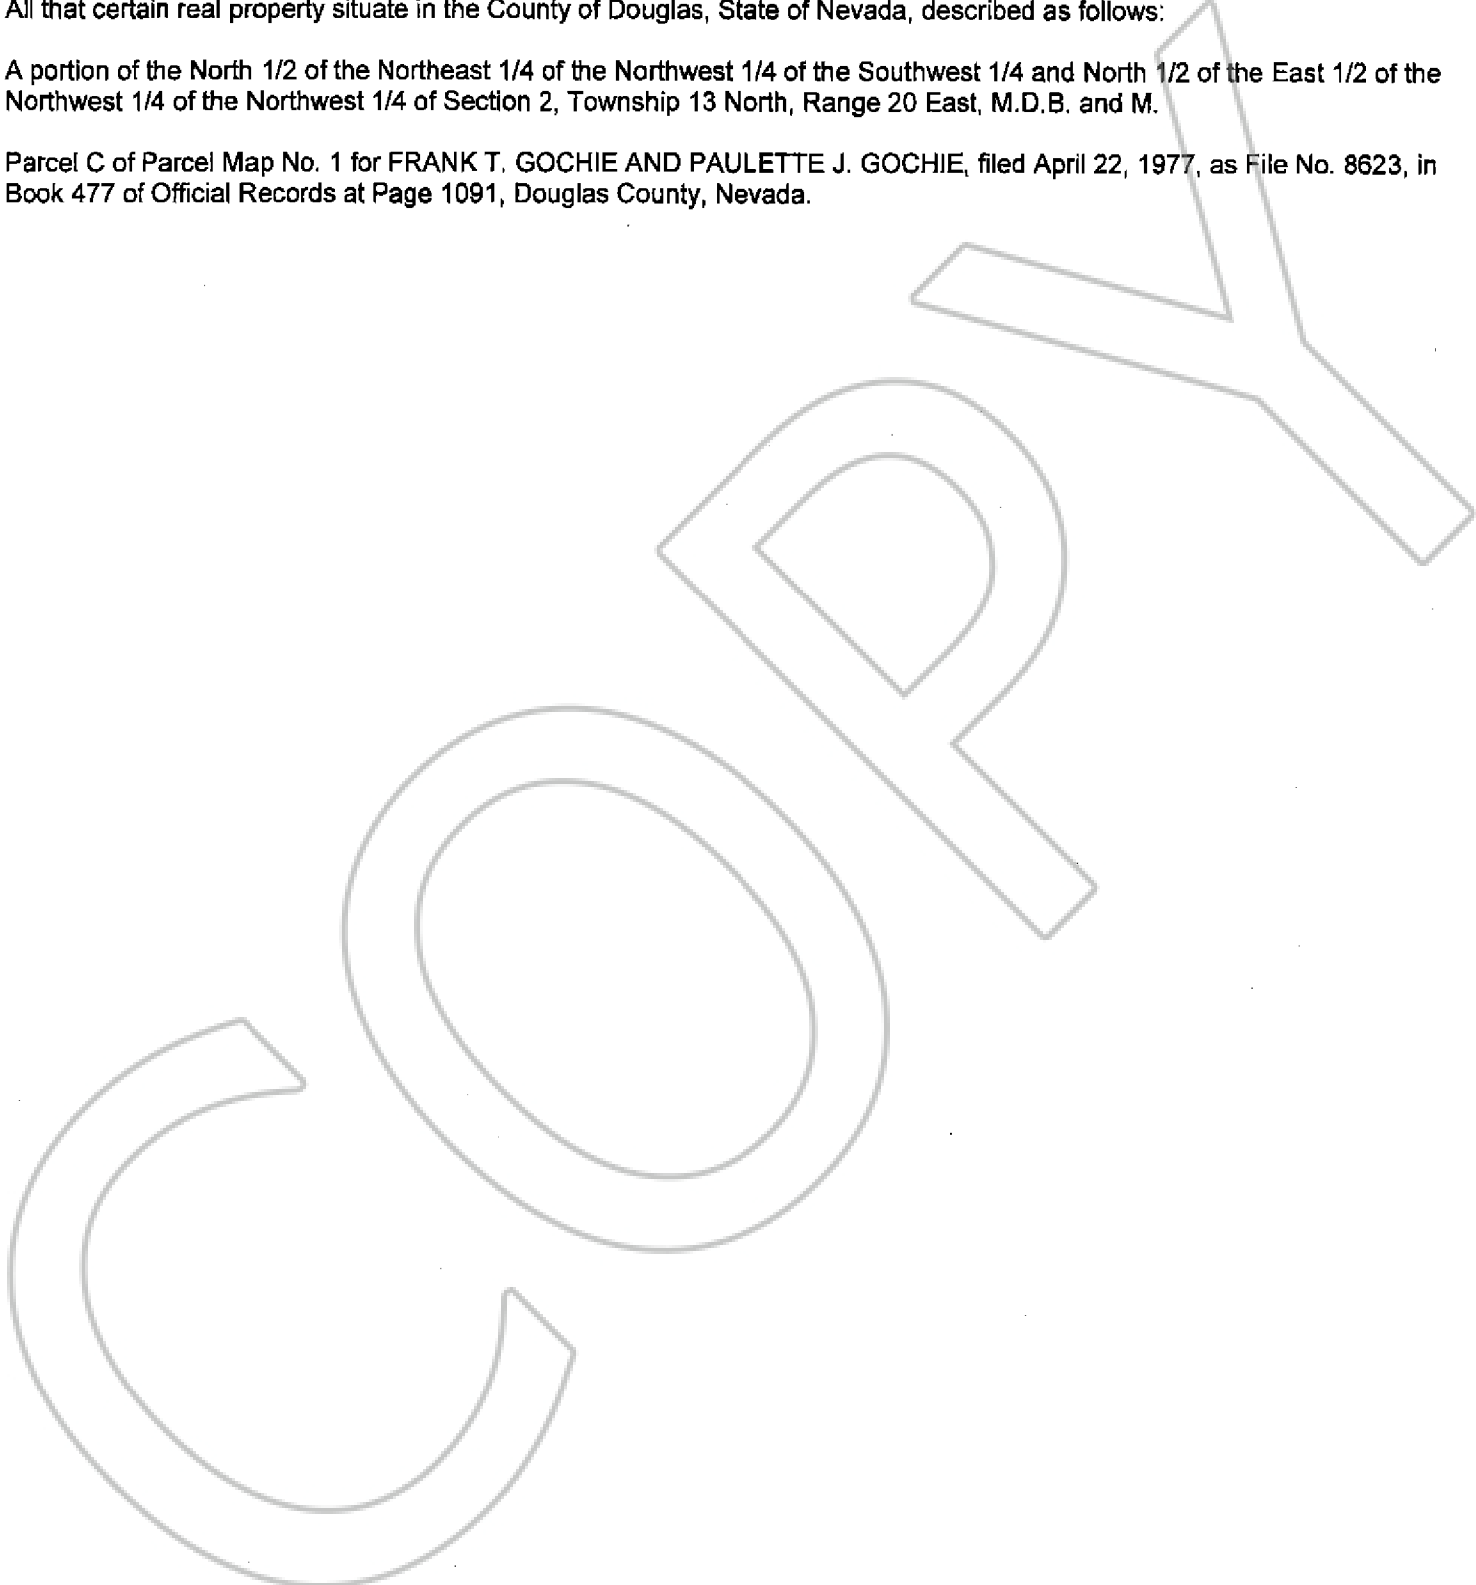 All that certain real property situate in the County of Douglas, State of Nevada, described as follows:
A portion of the North 1/2 of the Northeast 1/4 of the Northwest 1/4 of the Southwest 1/4 and North 1/2 of the East 1/2 of the
Northwest 1/4 of the Northwest 1/4 of Section 2, Township 13 North, Range 20 East, M.D.B. and M.
Parcel C of Parcel Map No. 1 for FRANK T. GOCHIE AND PAULETTE J. GOCHIE, filed April 22, 1977, as File No. 8623, in
Book 477 of Official Records at Page 1091, Douglas County, Nevada.
COPY